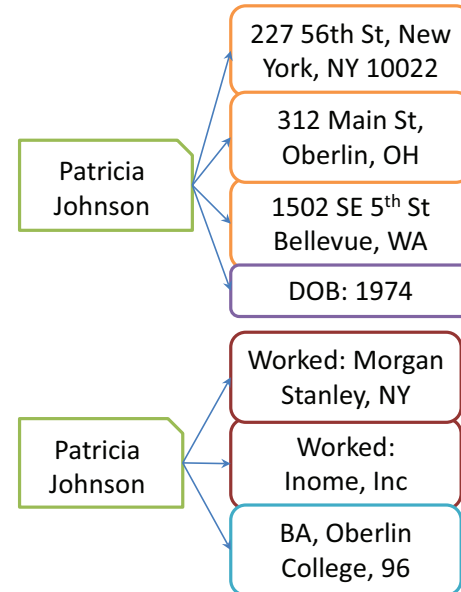 227 56th St, New
York, NY 10022
312 Main St,
Oberlin, OH
Patricia
Johnson
1502 SE 5th St
Bellevue, WA
DOB: 1974
Worked: Morgan
Stanley, NY
Patricia
Johnson
Worked:
Inome, Inc
BA, Oberlin
College, 96